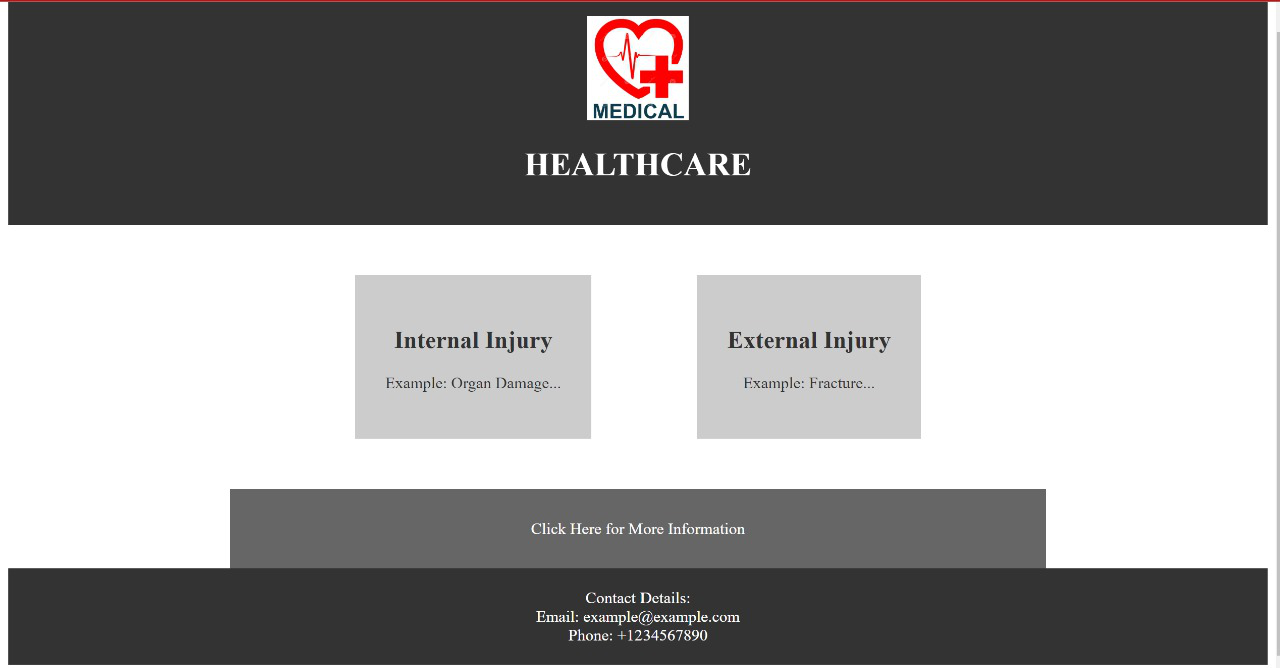 MEDICAL
HEALTHCARE
Internal Injury
Example: Organ Damage...
External Injury
Example: Fracture...
Click Here for More Information
Contact Details:
Email: example@example.com
Phone: +1234567890